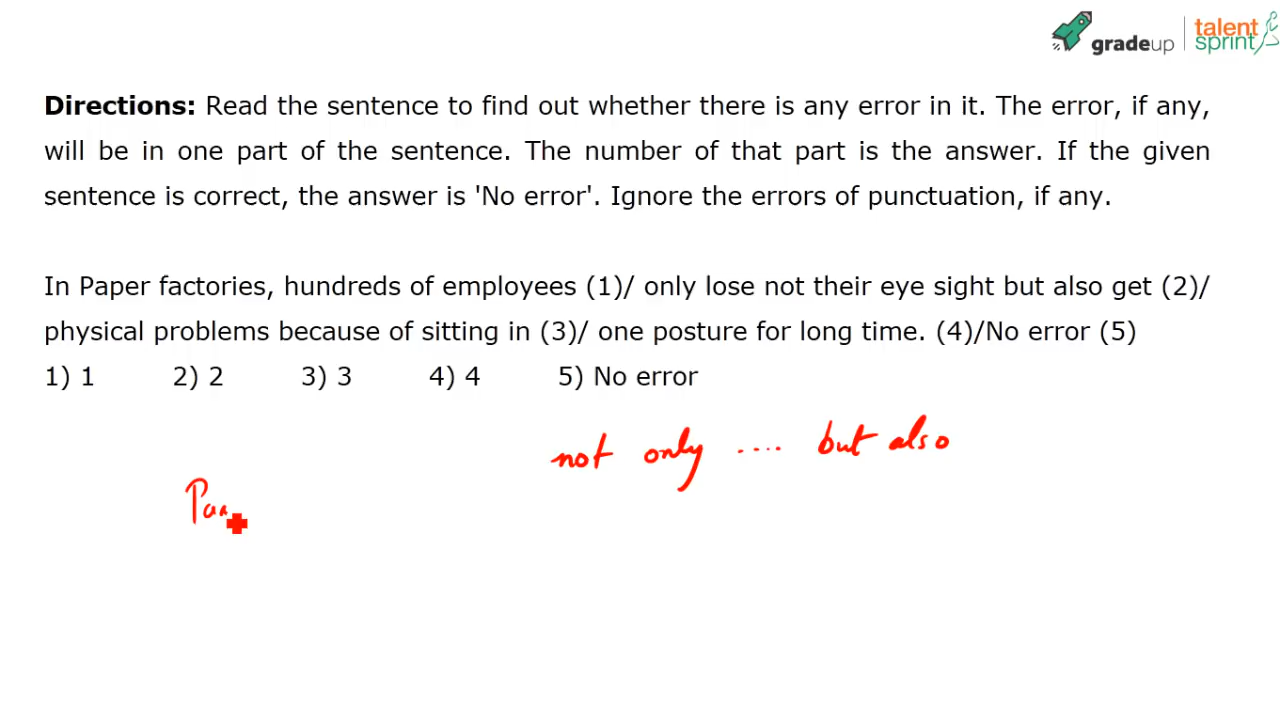 gradeup talent sprint
Directions: Read the sentence to find out whether there is any error in it. The error, if any,
will be in one part of the sentence. The number of that part is the answer. If the given
sentence is correct, the answer is 'No error'. Ignore the errors of punctuation, if any.
In Paper factories, hundreds of employees (1)/ only lose not their eye sight but also get (2)/
physical problems because of sitting in (3)/ one posture for long time. (4)/No error (5)
1) 1 2) 2 3) 3 4) 4 5) No error
not only .... but also